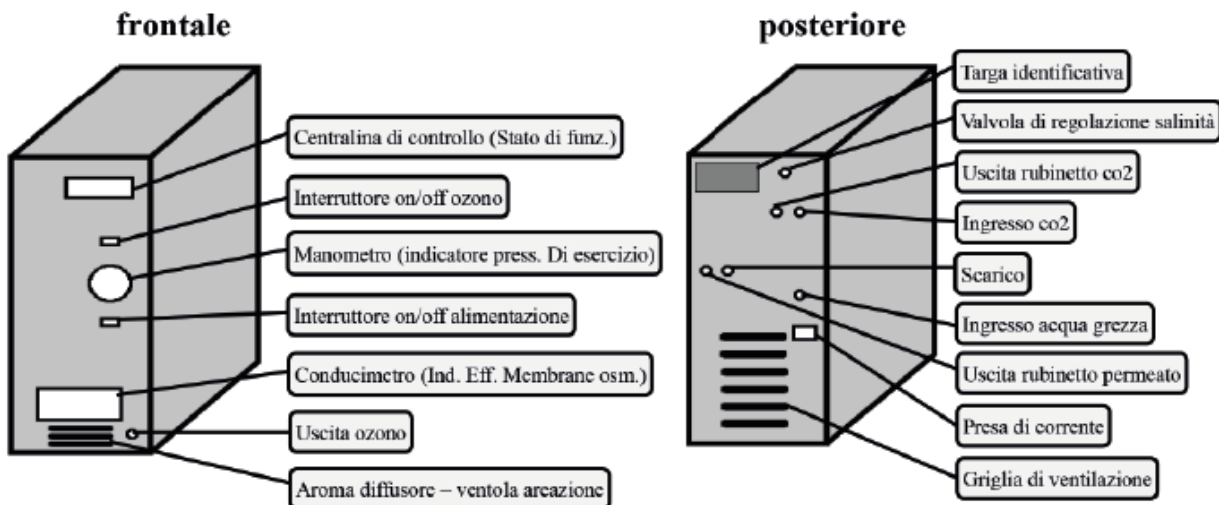 frontale
Centralina di controllo (Stato di funz.)
Interruttore on/off ozono
Manometro (indicatore press. Di esercizio)
Interruttore on/off alimentazione
Conducimetro (Ind. Eff. Membrane osm.)
Uscita ozono
Aroma diffusore – ventola areazione
posteriore
Targa identificativa
Valvola di regolazione salinità
Uscita rubinetto co2
Ingresso co2
Scarico
Ingresso acqua grezza
Uscita rubinetto permeato
Presa di corrente
Griglia di ventilazione